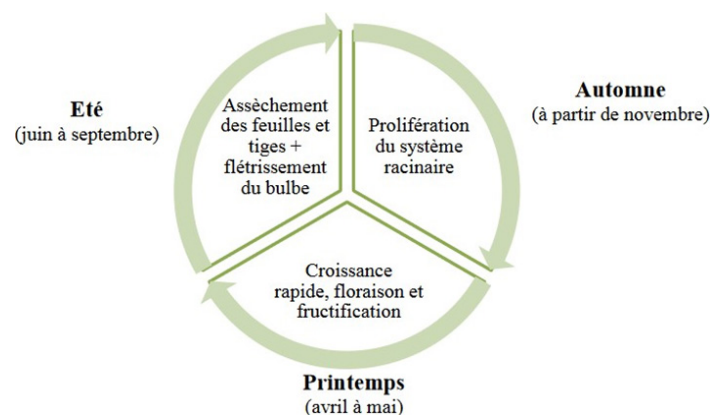 Eté
(juin à septembre)
Assèchement
des feuilles et
tiges +
flétrissement
du bulbe
Prolifération
du système
racinaire
Automne
(à partir de novembre)
Croissance
rapide, floraison et
fructification
Printemps
(avril à mai)